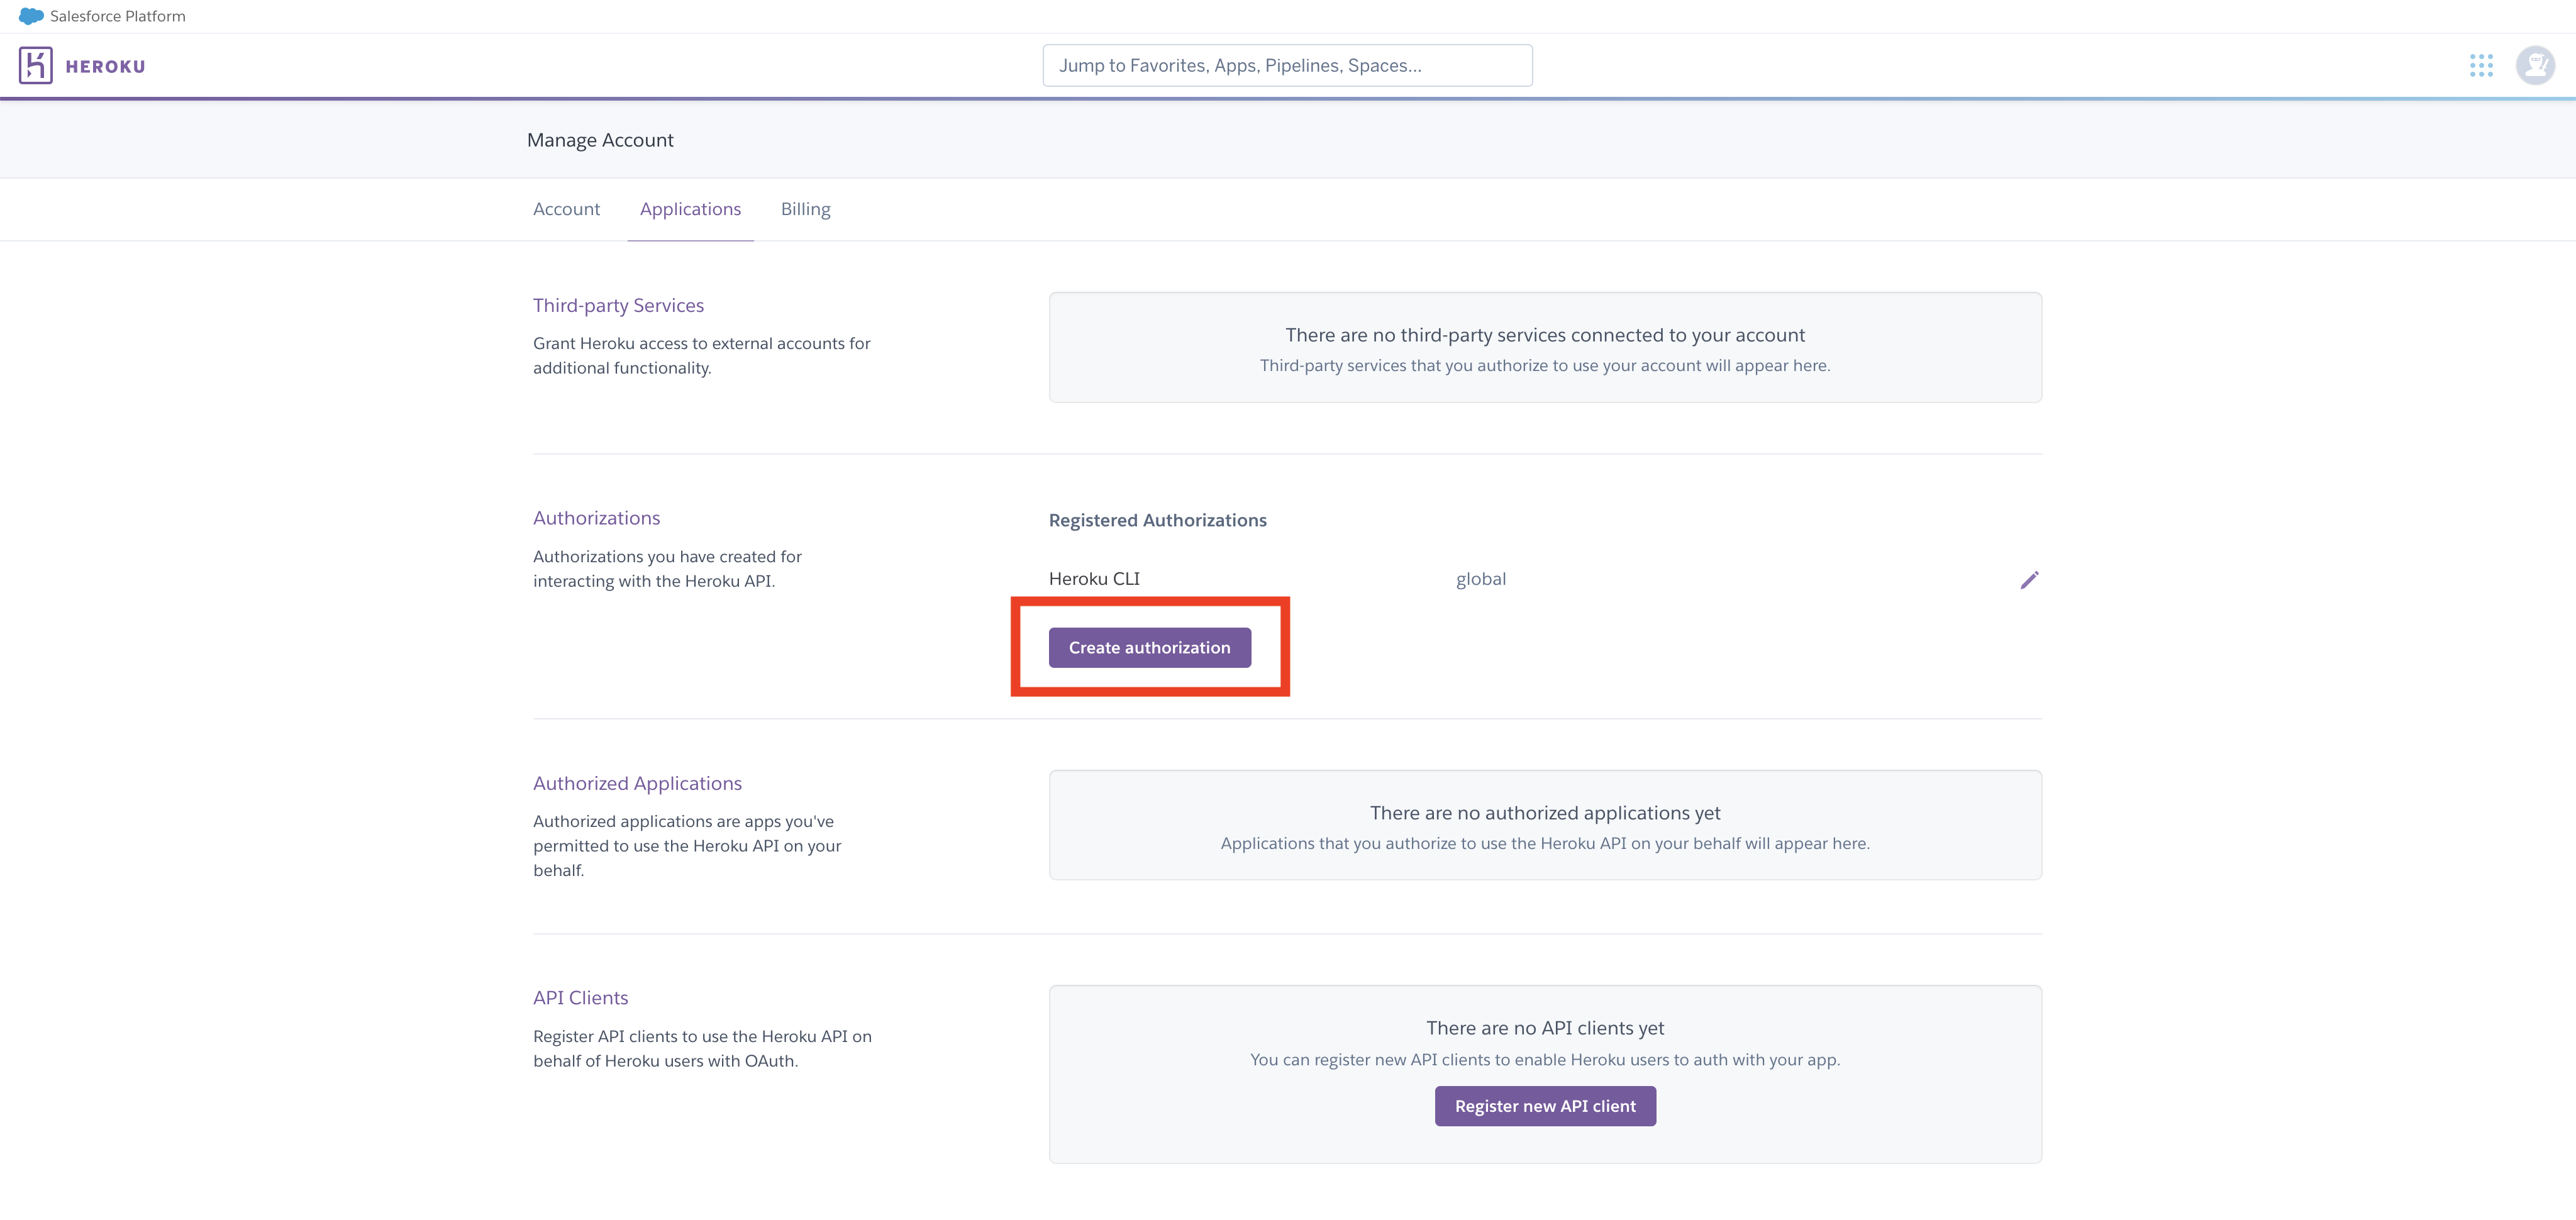 Salesforce Platform
HEROKU
Jump to Favorites, Apps, Pipelines, Spaces...
Manage Account
Account
Applications
Billing
Third-party Services
Grant Heroku access to external accounts for
additional functionality.
There are no third-party services connected to your account
Third-party services that you authorize to use your account will appear here.
Authorizations
Authorizations you have created for
interacting with the Heroku API.
Registered Authorizations
Heroku CLI
global
Create authorization
Authorized Applications
Authorized applications are apps you've
permitted to use the Heroku API on your
behalf.
There are no authorized applications yet
Applications that you authorize to use the Heroku API on your behalf will appear here.
API Clients
Register API clients to use the Heroku API on
behalf of Heroku users with OAuth.
There are no API clients yet
You can register new API clients to enable Heroku users to auth with your app.
Register new API client